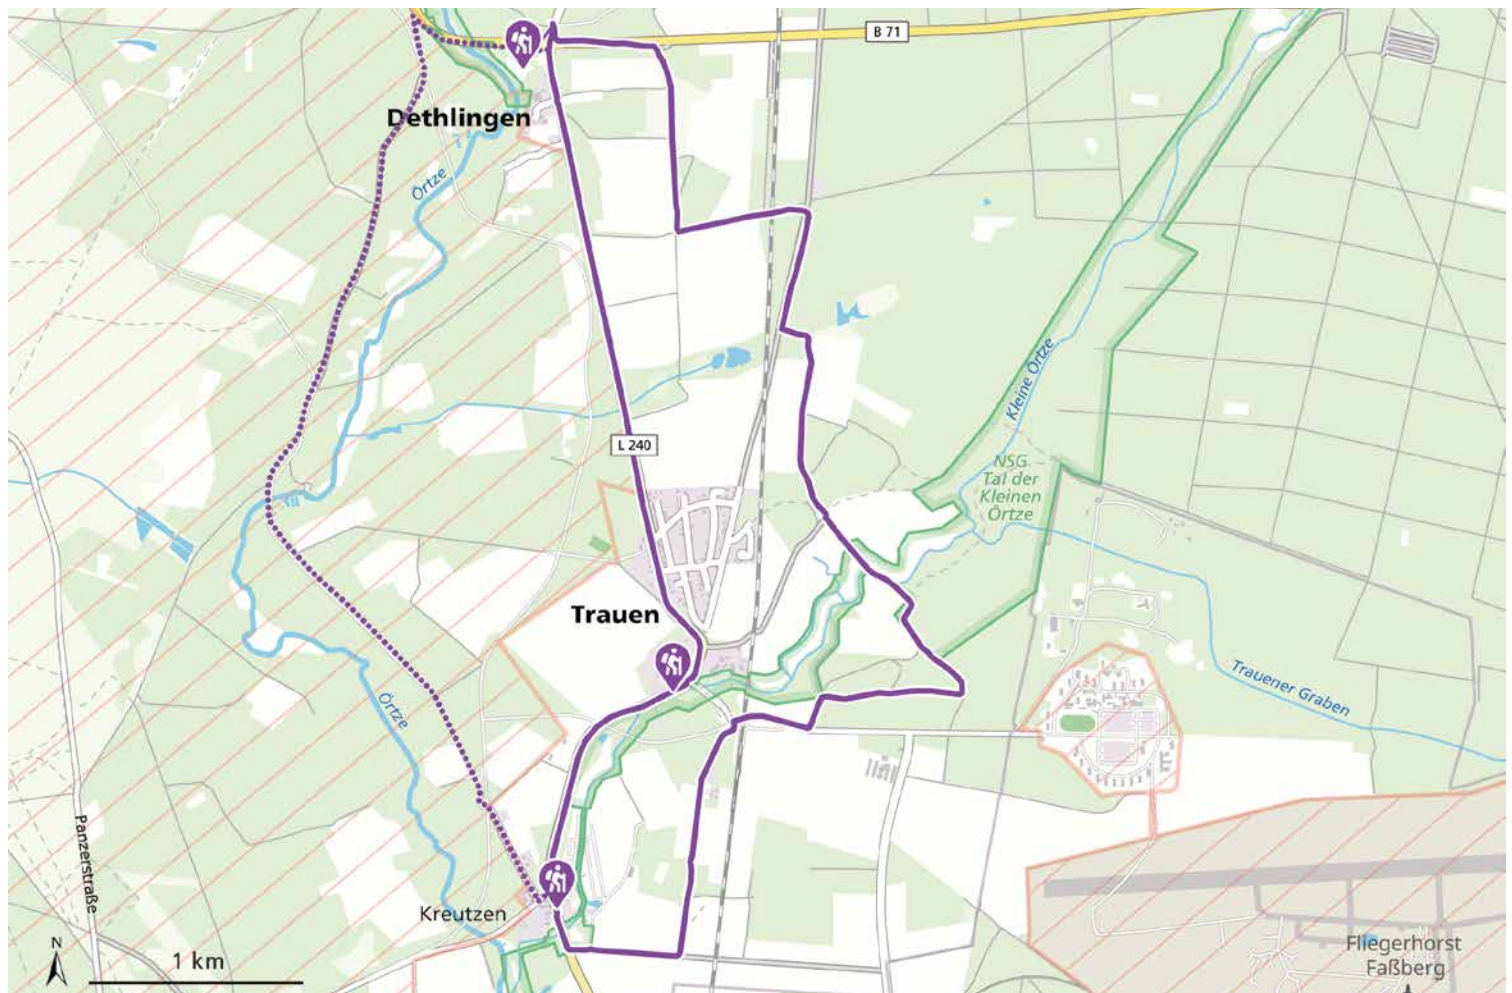 B 71
Dethlingen
Örtze
Kleine Örtze
L 240
NSG
Tal der
Kleinen
Örtze
Trauen
Trauener Graben
Örtze
Panzerstraße
Kreutzen
N
1 km
Fliegerhorst
Faßberg